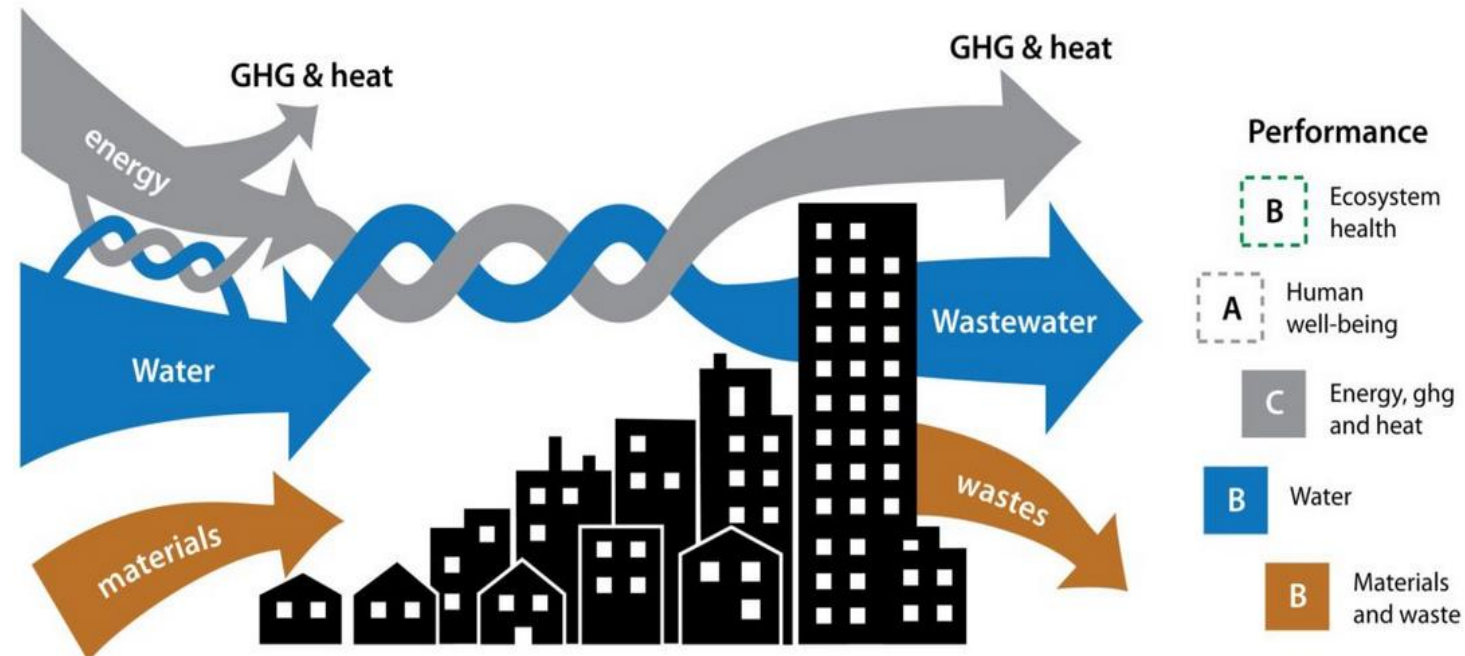 GHG & heat
GHG & heat
energy
Water
materials
Wastewater
wastes
Performance
B
Ecosystem
health
A
Human
well-being
C
Energy, ghg
and heat
B
Water
B
Materials
and waste